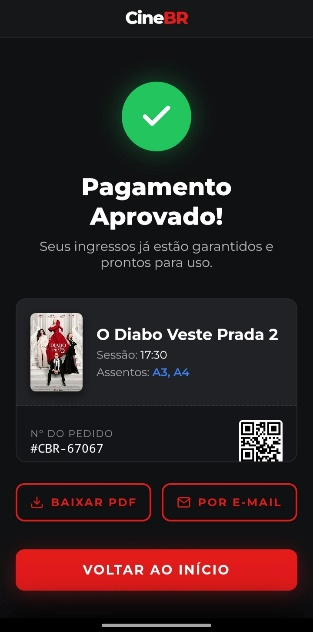 CineBR
Pagamento
Aprovado!
Seus ingressos já estão garantidos e
prontos para uso.
DIABO
O Diabo Veste Prada 2
Sessão: 17:30
Assentos: A3, A4
Nº DO PEDIDO
#CBR-67067
BAIXAR PDF
POR E-MAIL
VOLTAR AO INÍCIO